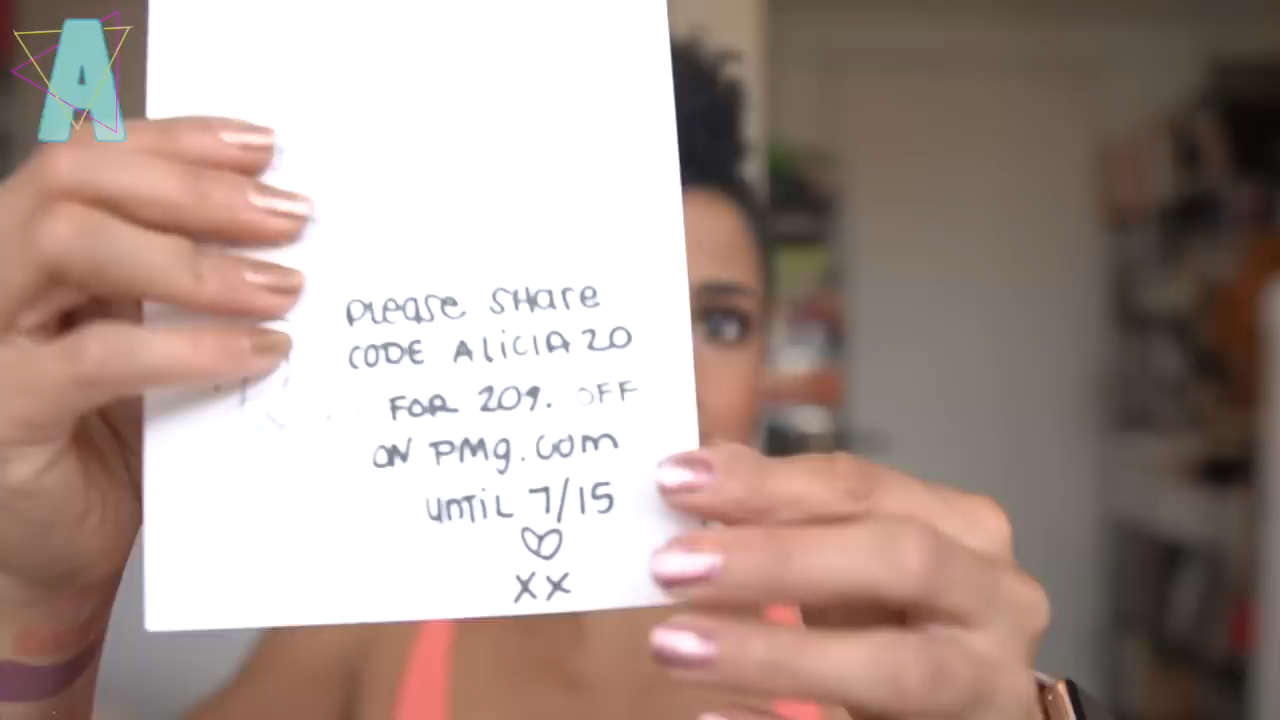 A
PLEASE SHARE
CODE ALICIA20
FOR 20%. OFF
ON PMG.COM
UNTIL 7/15
XX